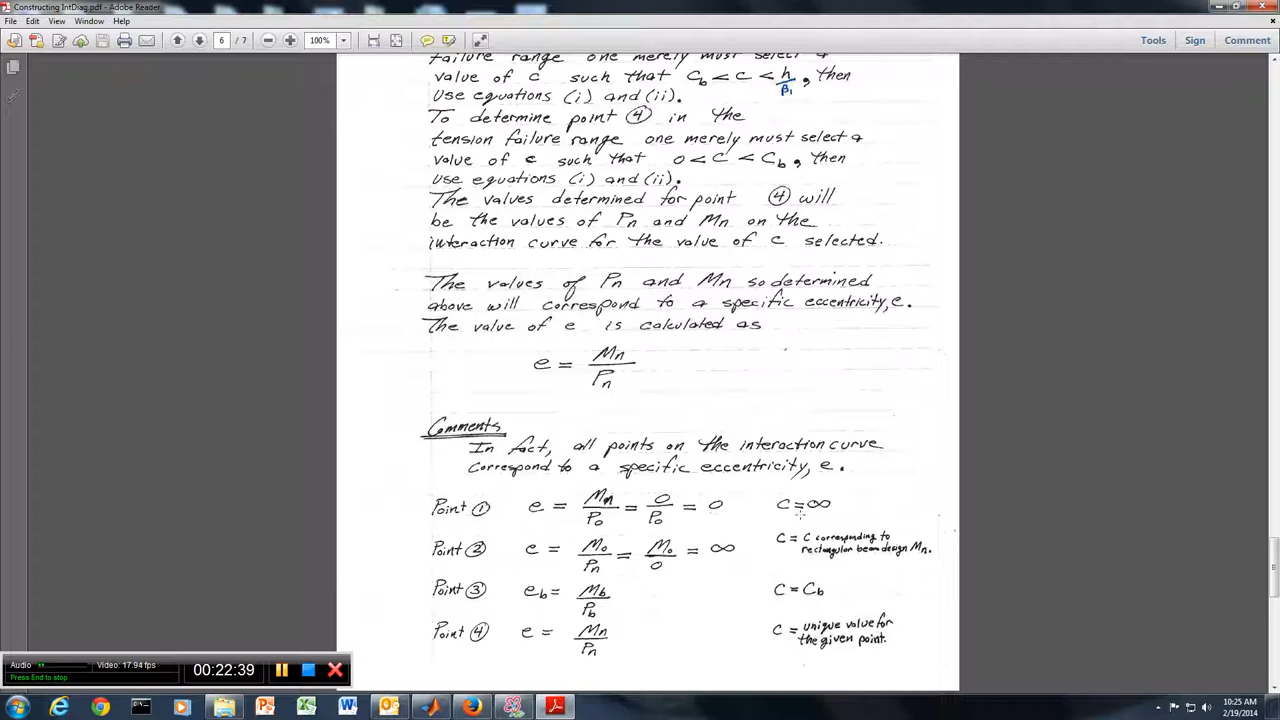 Constructing IntDiag.pdf - Adobe Reader
File Edit View Window Help
6 / 7 100% Tools Sign Comment
failure range one merely must select a
value of c such that Cb < c < h/β1, then
Use equations (i) and (ii).
To determine point ④ in the
tension failure range one merely must select a
value of c such that 0 < C < Cb, then
Use equations (i) and (ii).
The values determined for point ④ will
be the values of Pn and Mn on the
interaction curve for the value of c selected.
The values of Pn and Mn so determined
above will correspond to a specific eccentricity, e.
The value of e is calculated as
e = Mn/Pn
Comments
In fact, all points on the interaction curve
Correspond to a specific eccentricity, e.
Point ① e = Mn/Po = 0/Po = 0 C = ∞
Point ② e = Mo/Pn = Mo/0 = ∞ C = C corresponding to
rectangular beam design Mn.
Point ③ eb = Mb/Pb C = Cb
Point ④ e = Mn/Pn C = unique value for
the given point.
Audio Video: 17.94 fps
Press End to stop
00:22:39
10:25 AM
2/19/2014